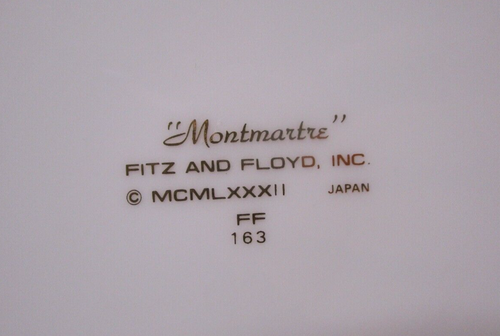 "Montmartre"
FITZ AND FLOYD, INC.
© MCMLXXXII JAPAN
FF
163